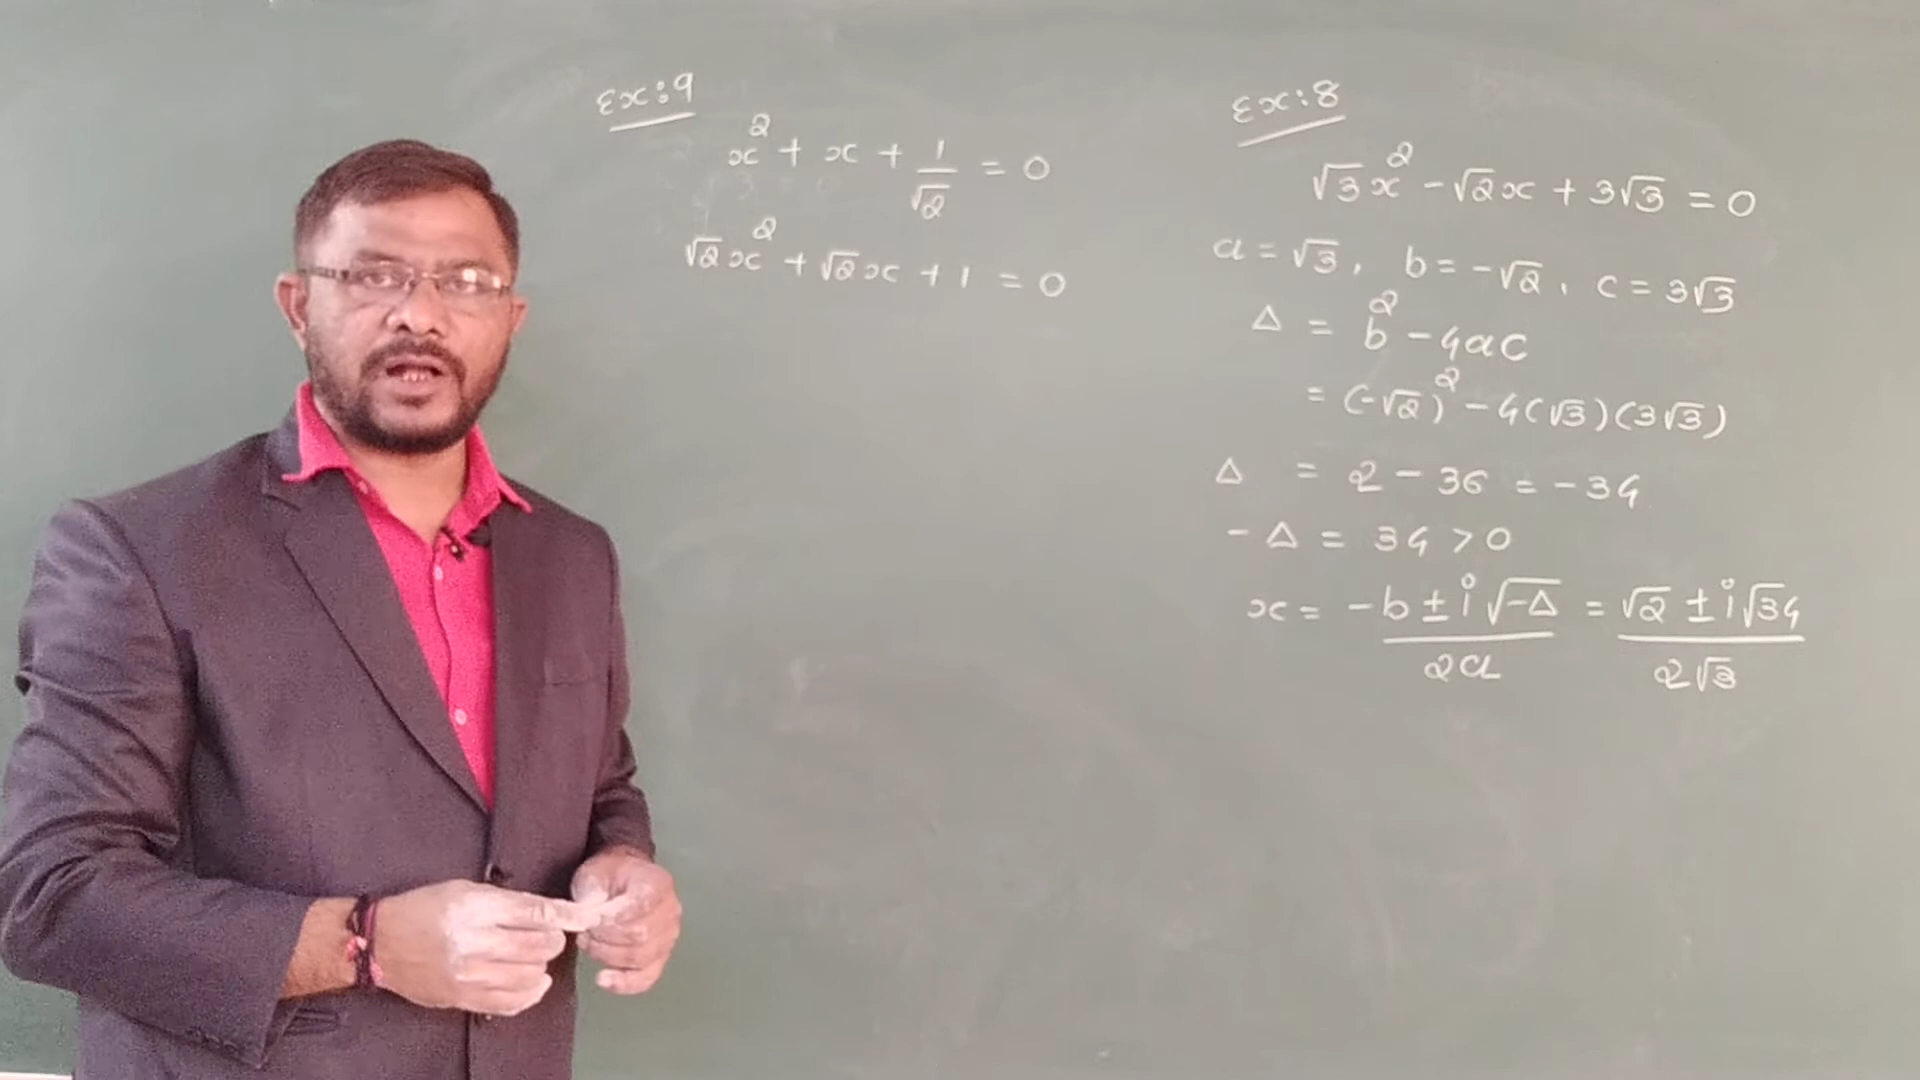 Ex:9
x² + x + 1/√2 = 0
√2x² + √2x + 1 = 0
Ex:8
√3x² - √2x + 3√3 = 0
a = √3, b = -√2, c = 3√3
Δ = b² - 4ac
= (-√2)² - 4(√3)(3√3)
Δ = 2 - 36 = -34
-Δ = 34 > 0
x = -b ± i√-Δ / 2a = √2 ± i√34 / 2√3